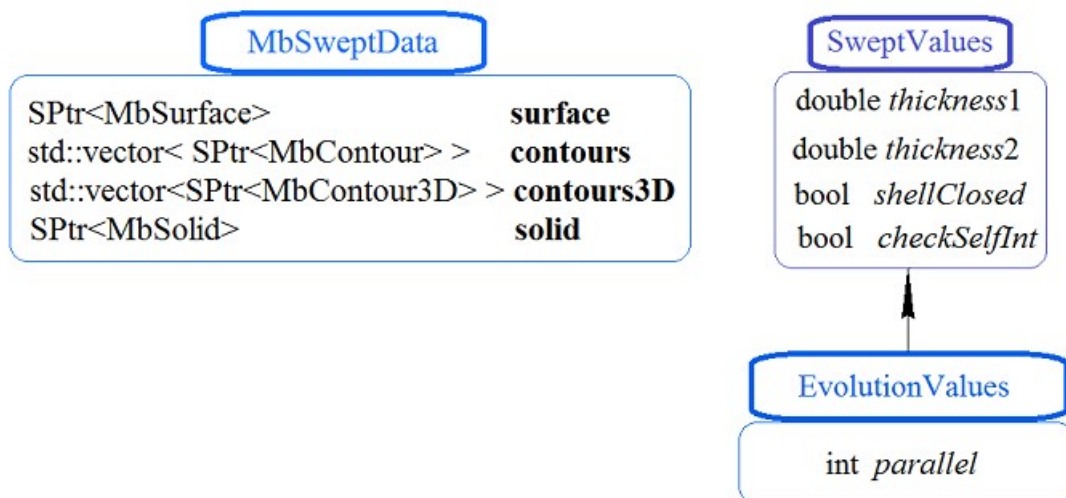 MbSweptData
SPtr<MbSurface> surface
std::vector< SPtr<MbContour> > contours
std::vector<SPtr<MbContour3D> > contours3D
SPtr<MbSolid> solid
SweptValues
double thickness1
double thickness2
bool shellClosed
bool checkSelfInt
EvolutionValues
int parallel